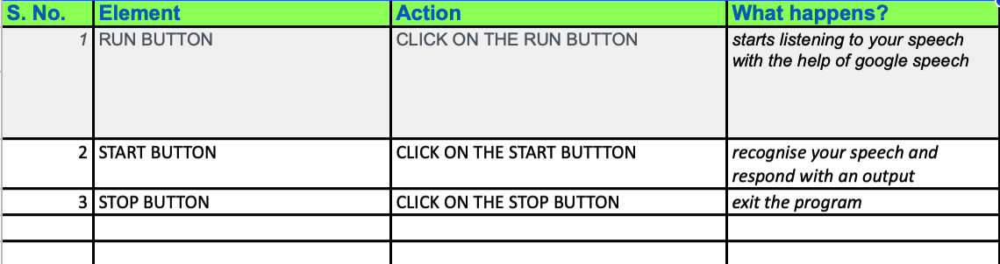 S. No. Element Action What happens?
1 RUN BUTTON CLICK ON THE RUN BUTTON starts listening to your speech
with the help of google speech
2 START BUTTON CLICK ON THE START BUTTTON recognise your speech and
respond with an output
3 STOP BUTTON CLICK ON THE STOP BUTTON exit the program